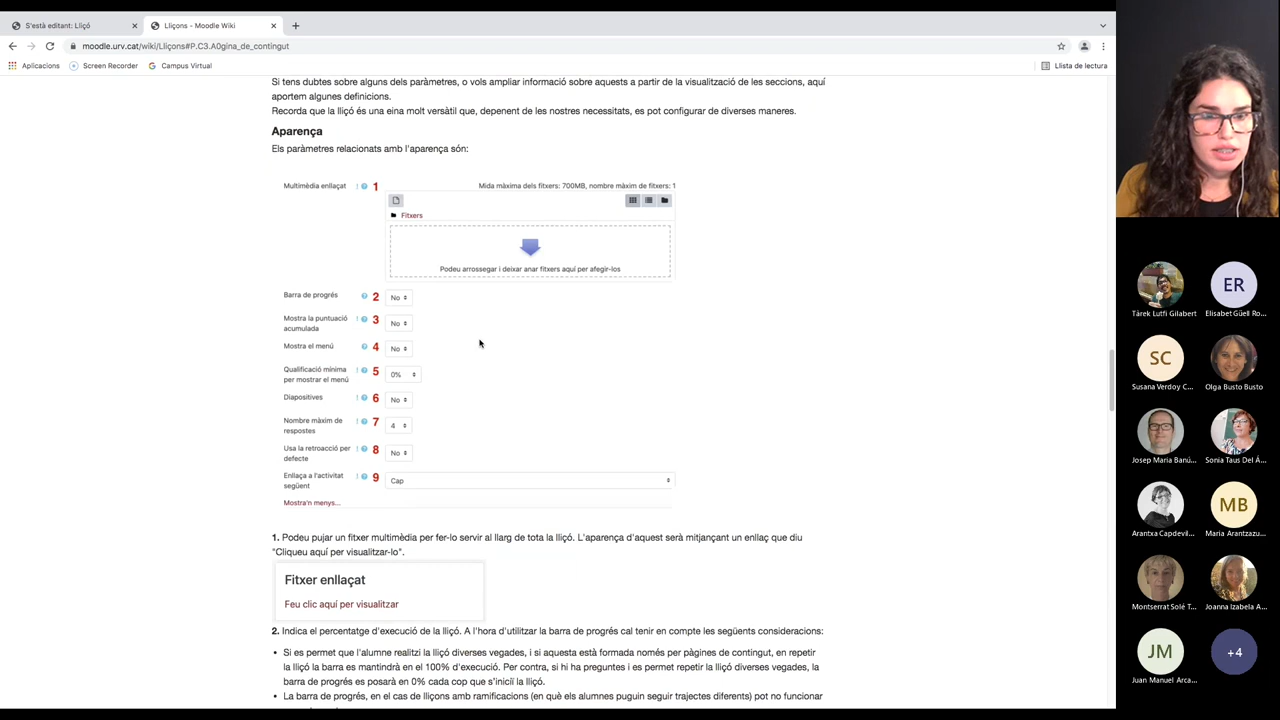 S'està editant: Lliçó
Lliçons - Moodle Wiki
moodle.urv.cat/wiki/Lliçons#P.C3.A0gina_de_contingut
Aplicacions
Screen Recorder
Campus Virtual
Llista de lectura
Si tens dubtes sobre alguns dels paràmetres, o vols ampliar informació sobre aquests a partir de la visualització de les seccions, aquí
aportem algunes definicions.
Recorda que la lliçó és una eina molt versàtil que, depenent de les nostres necessitats, es pot configurar de diverses maneres.
Aparença
Els paràmetres relacionats amb l'aparença són:
Multimèdia enllaçat ! ? 1 Mida màxima dels fitxers: 700MB, nombre màxim de fitxers: 1
Fitxers
Podeu arrossegar i deixar anar fitxers aquí per afegir-los
Barra de progrés ? 2 No
Mostra la puntuació
acumulada ! ? 3 No
Mostra el menú ! ? 4 No
Qualificació mínima
per mostrar el menú ! ? 5 0%
Diapositives ! ? 6 No
Nombre màxim de
respostes ! ? 7 4
Usa la retroacció per
defecte ! ? 8 No
Enllaça a l'activitat
següent ! ? 9 Cap
Mostra'n menys...
1. Podeu pujar un fitxer multimèdia per fer-lo servir al llarg de tota la lliçó. L'aparença d'aquest serà mitjançant un enllaç que diu
"Cliqueu aquí per visualitzar-lo".
Fitxer enllaçat
Feu clic aquí per visualitzar
2. Indica el percentatge d'execució de la lliçó. A l'hora d'utilitzar la barra de progrés cal tenir en compte les següents consideracions:
• Si es permet que l'alumne realitzi la lliçó diverses vegades, i si aquesta està formada només per pàgines de contingut, en repetir
la lliçó la barra es mantindrà en el 100% d'execució. Per contra, si hi ha preguntes i es permet repetir la lliçó diverses vegades, la
barra de progrés es posarà en 0% cada cop que s'iniciï la lliçó.
• La barra de progrés, en el cas de lliçons amb ramificacions (en què els alumnes puguin seguir trajectes diferents) pot no funcionar
ER
Tàrek Lutfi Gilabert
Elisabet Güell Ro...
SC
Susana Verdoy C...
Olga Busto Busto
Josep Maria Banú...
Sonia Taus Del Á...
MB
Arantxa Capdevil...
Maria Arantzazu...
Montserrat Solé T...
Joanna Izabela A...
JM
+4
Juan Manuel Arca...